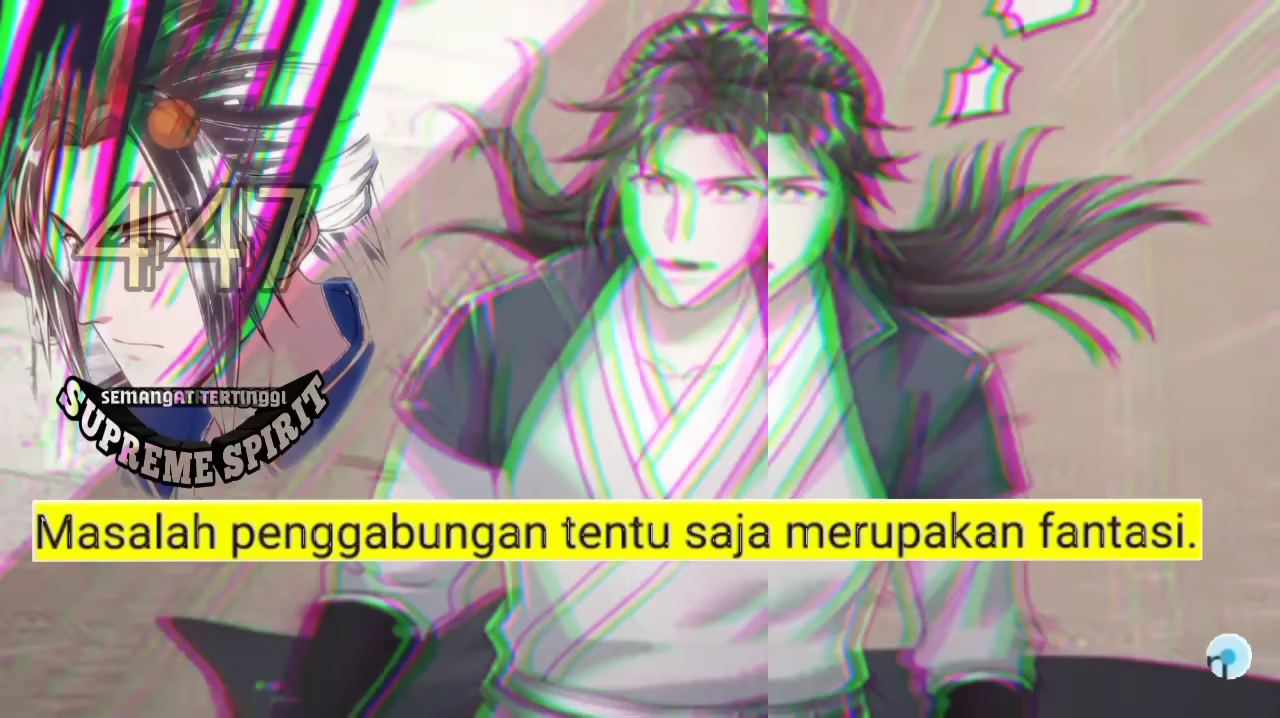 447
SEMANGAT TERTINGGI
SUPREME SPIRIT
Masalah penggabungan tentu saja merupakan fantasi.